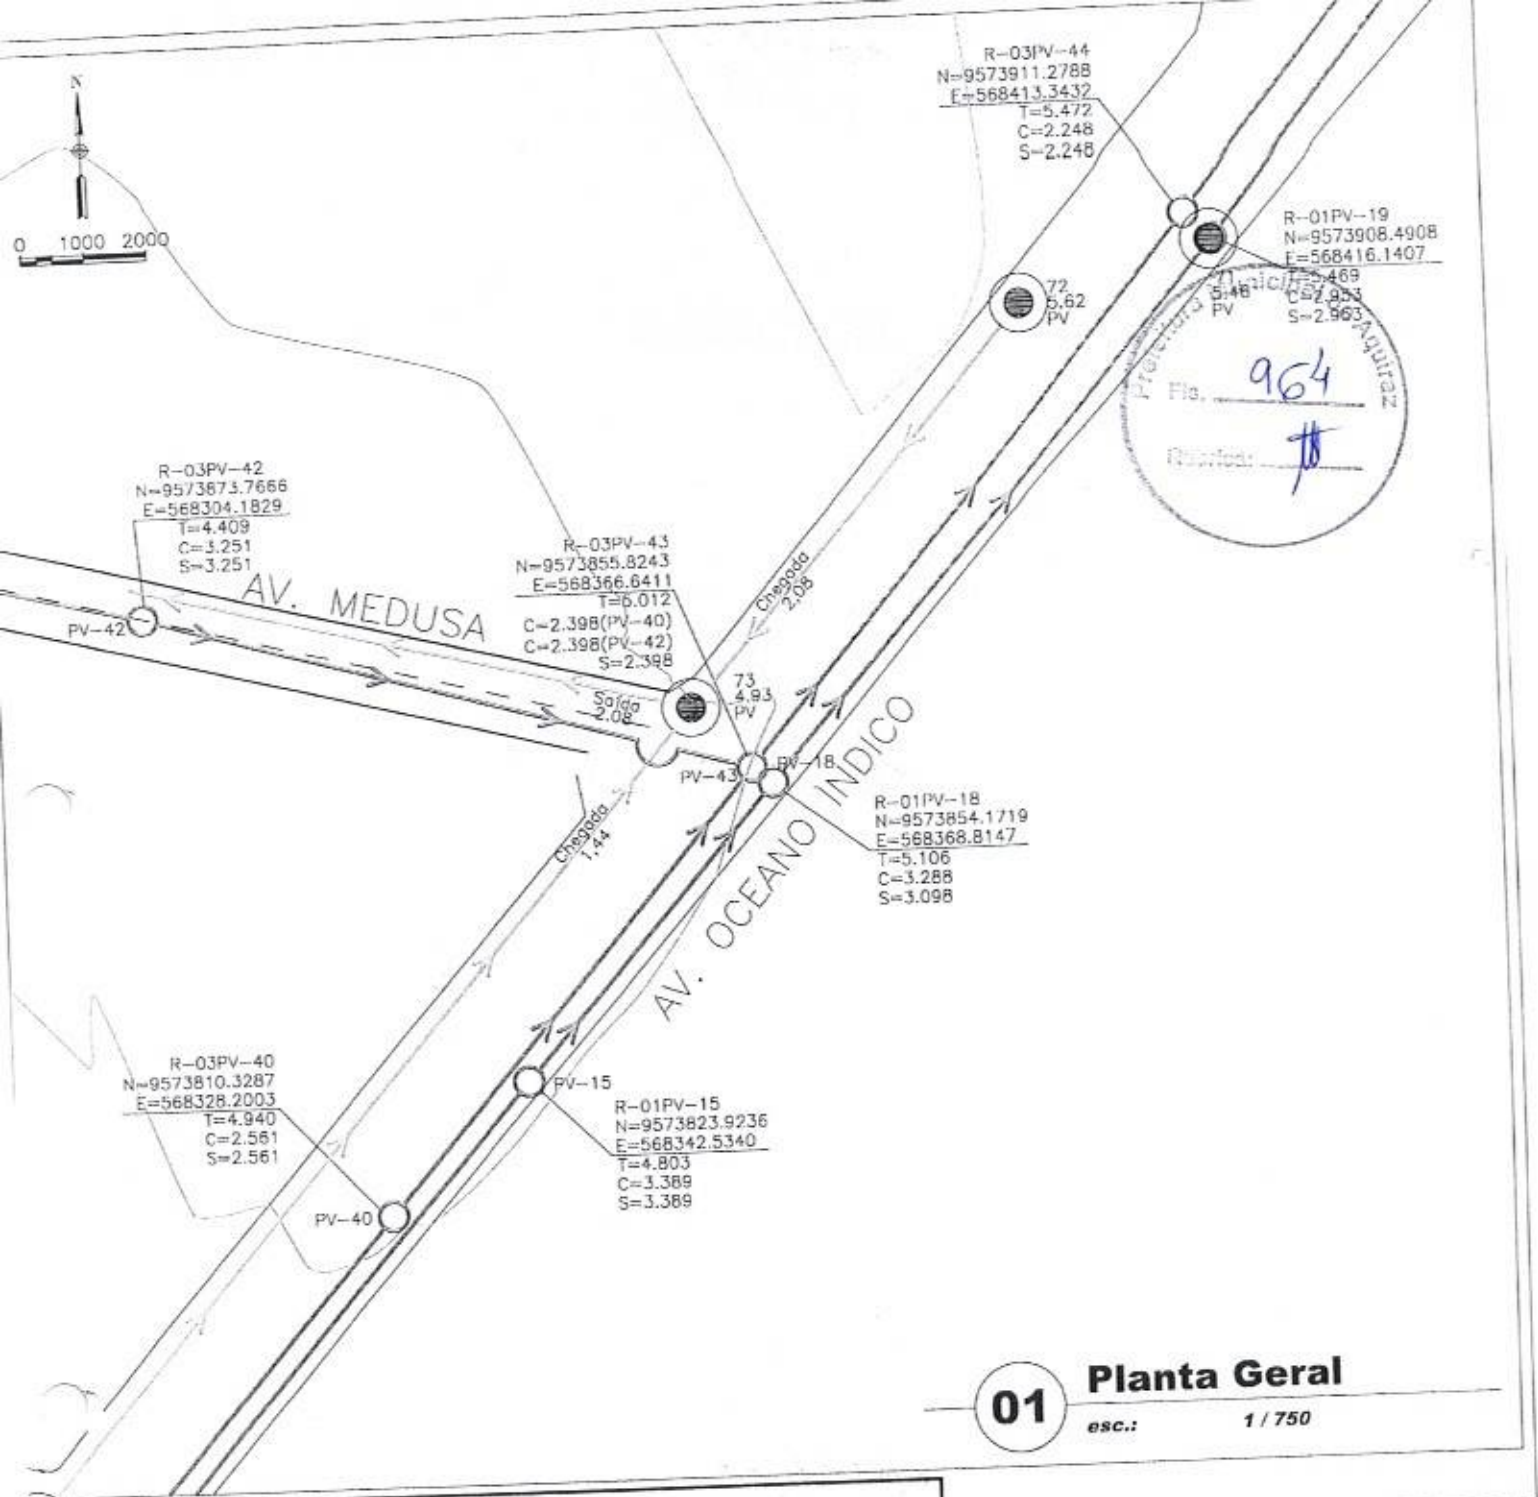 N
0 1000 2000
R-03PV-44
N=9573911.2788
E=568413.3432
T=5.472
C=2.248
S=2.248
R-01PV-19
N=9573908.4908
E=568416.1407
T=5.469
C=2.953
S=2.963
71
5.48
PV
72
5.62
PV
Prefeitura Municipal de Aquiraz
Fls. 964
Rubrica:
R-03PV-42
N=9573873.7666
E=568304.1829
T=4.409
C=3.251
S=3.251
PV-42
AV. MEDUSA
R-03PV-43
N=9573855.8243
E=568366.6411
T=6.012
C=2.398(PV-40)
C=2.398(PV-42)
S=2.398
Chegada
2,08
73
4.93
PV
Saída
2.08
PV-43
PV-18
AV. OCEANO INDICO
R-01PV-18
N=9573854.1719
E=568368.8147
T=5.106
C=3.288
S=3.098
Chegada
1,44
R-03PV-40
N=9573810.3287
E=568328.2003
T=4.940
C=2.561
S=2.561
PV-40
PV-15
R-01PV-15
N=9573823.9236
E=568342.5340
T=4.803
C=3.389
S=3.389
01
Planta Geral
esc.: 1 / 750